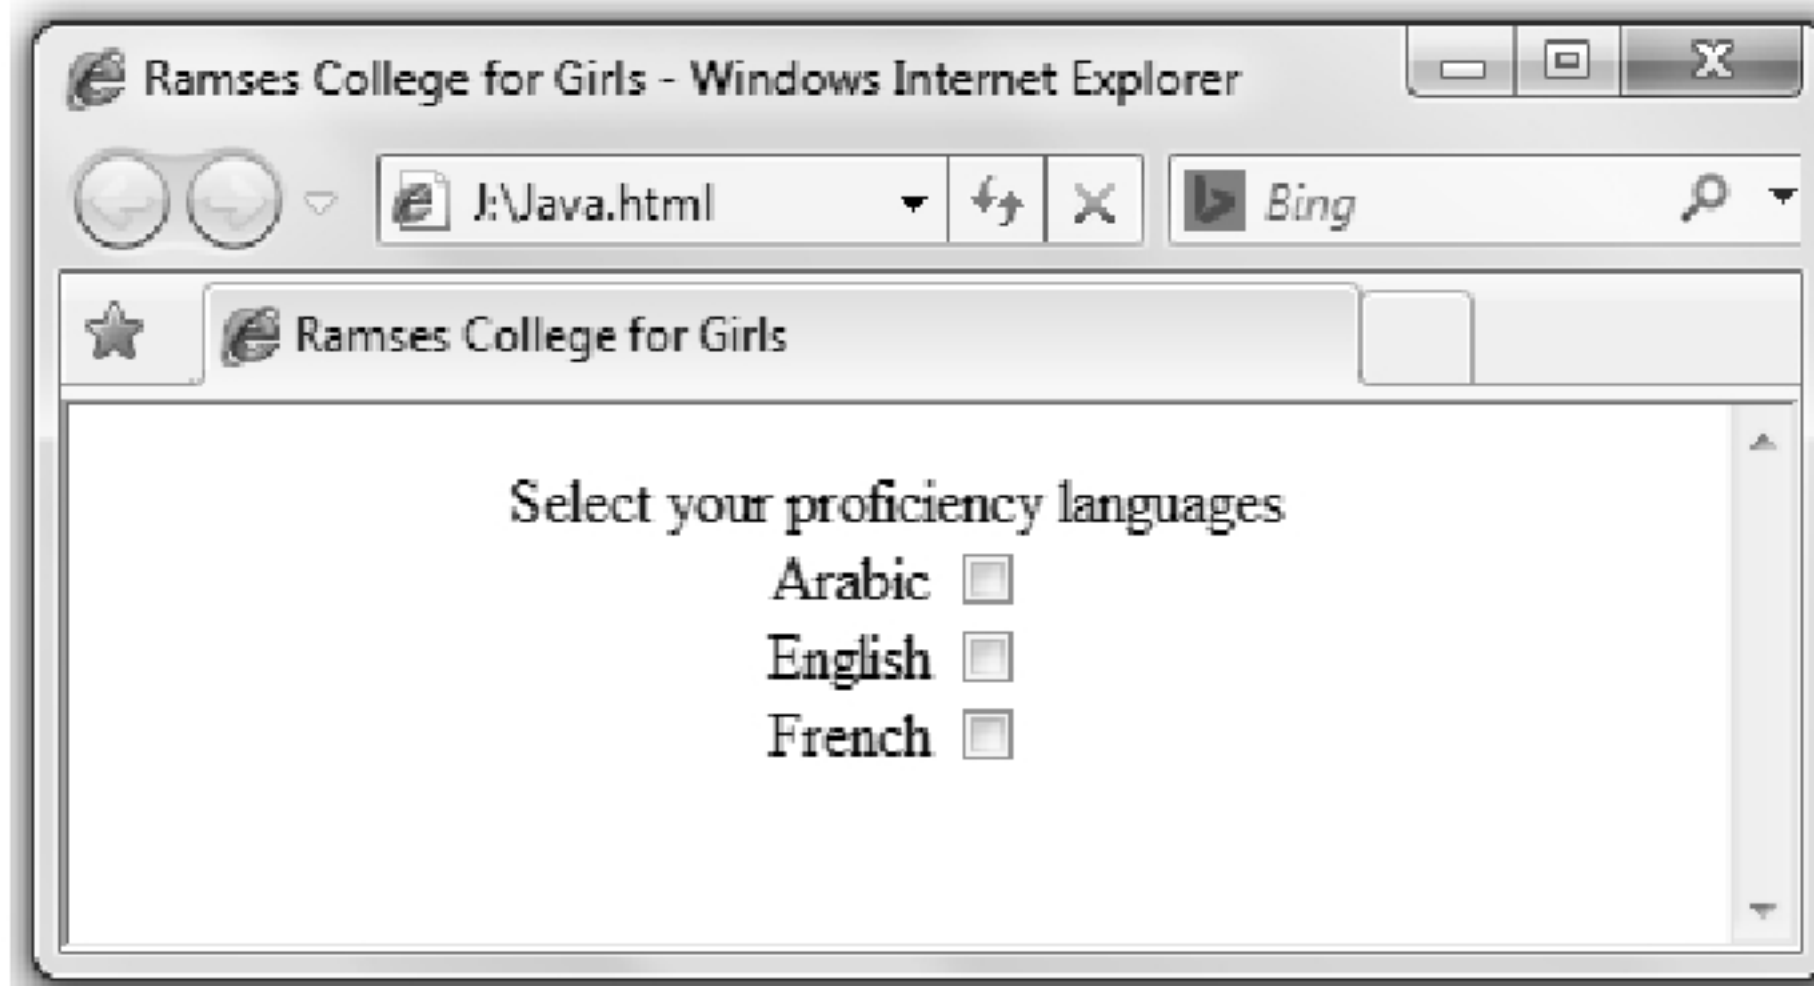 Ramses College for Girls - Windows Internet Explorer
J:\Java.html
Bing
Ramses College for Girls
Select your proficiency languages
Arabic
English
French